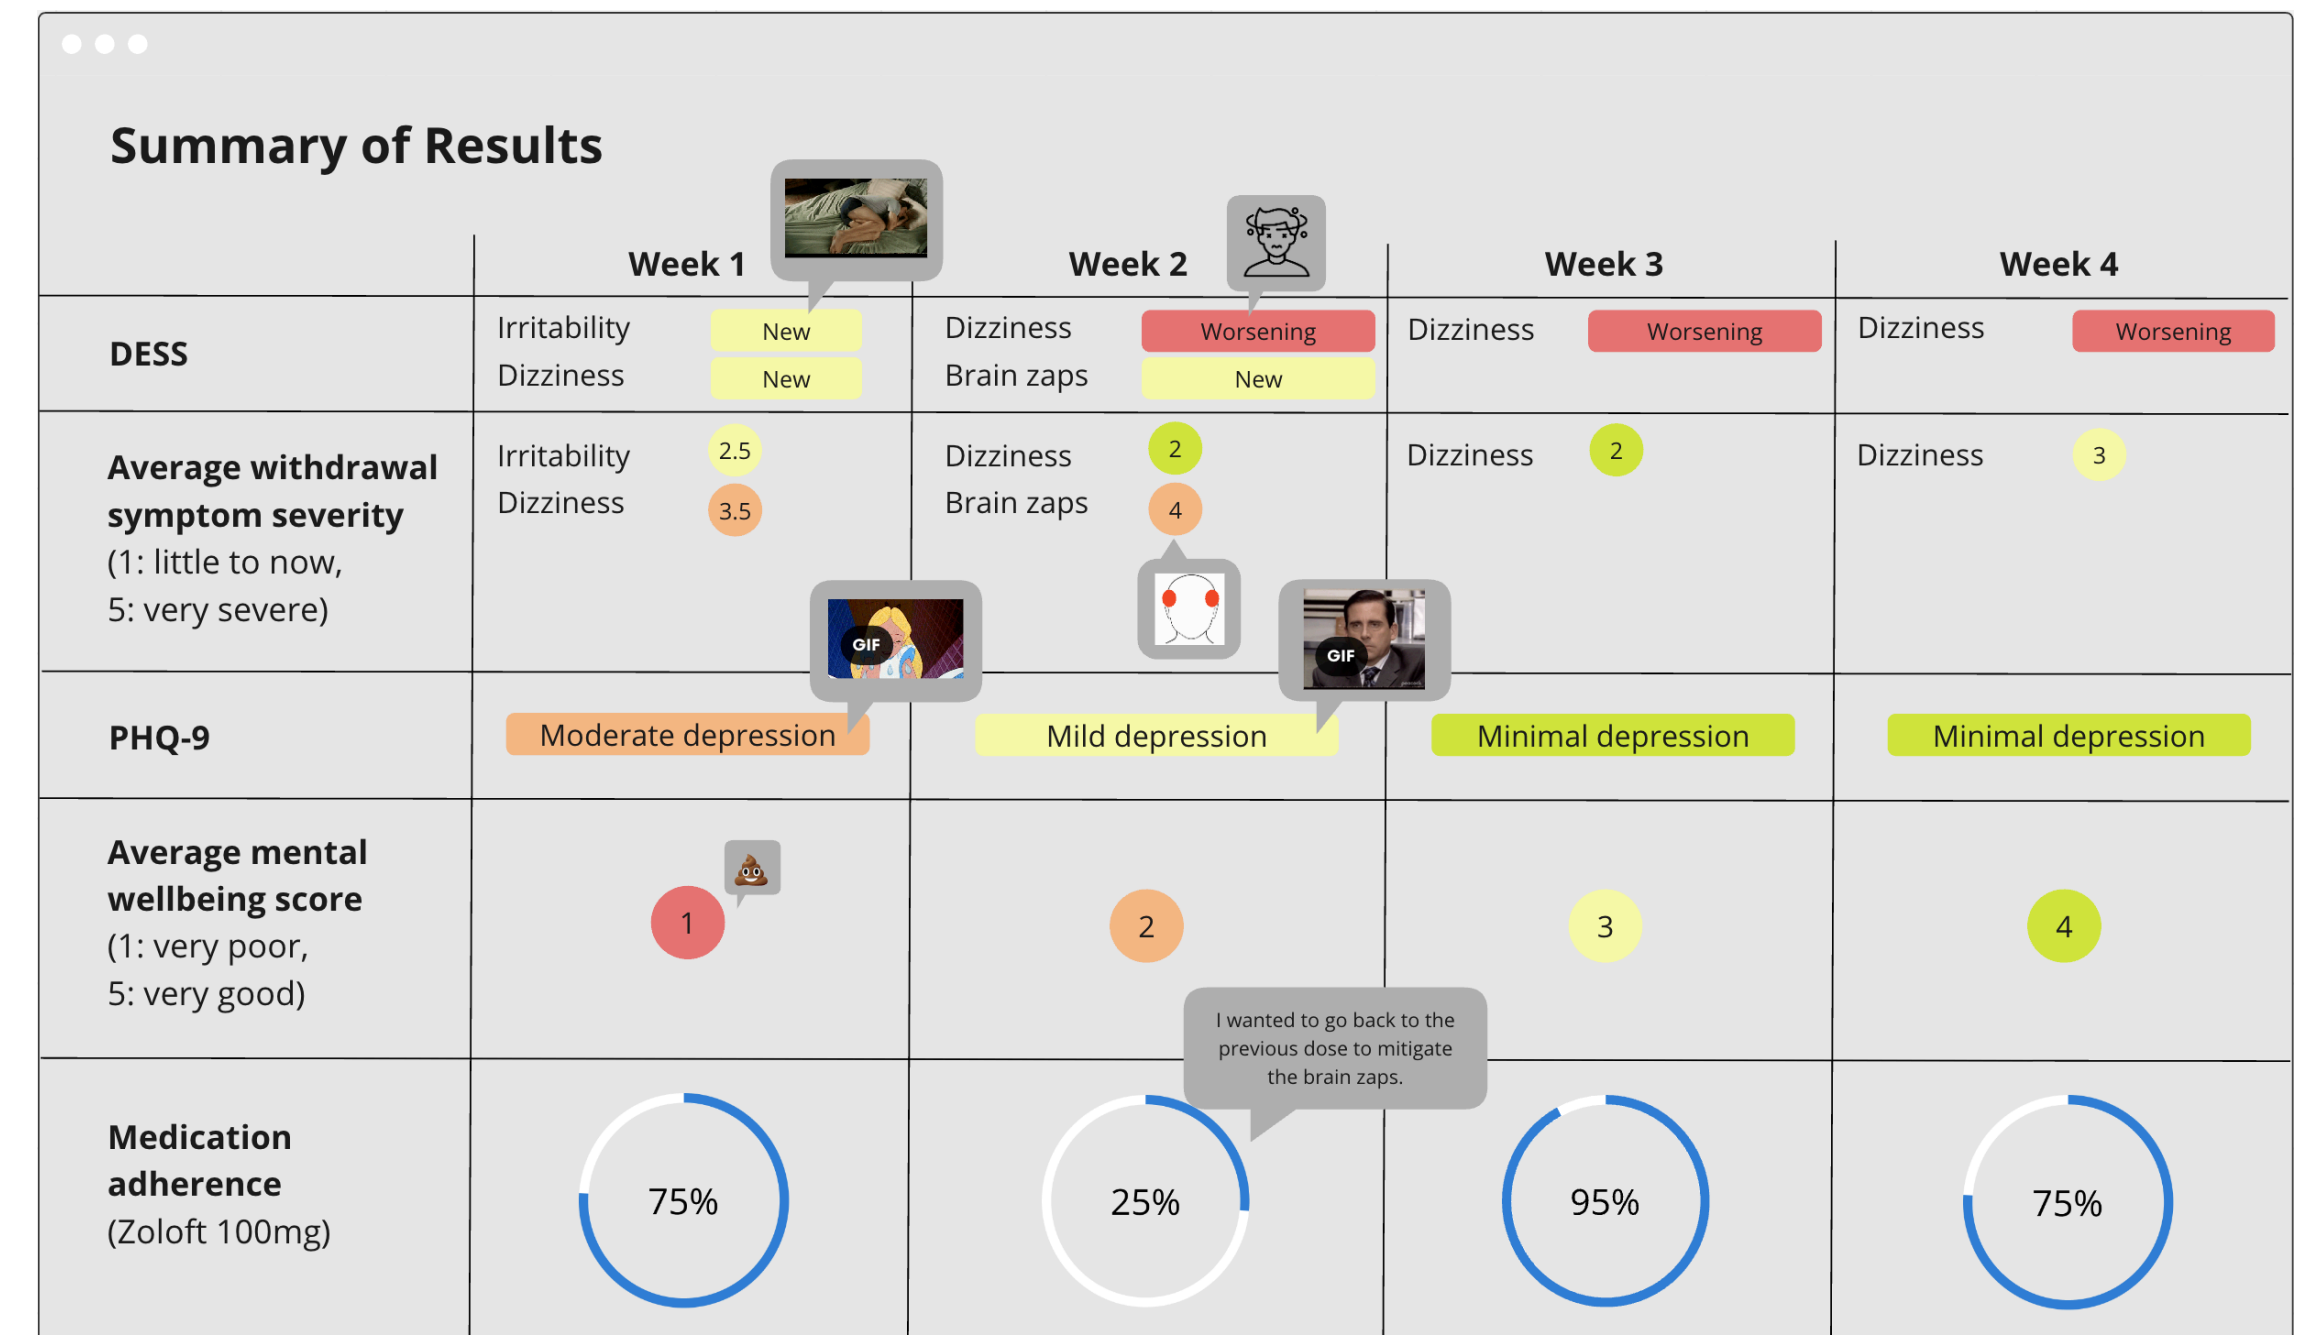 Summary of Results
Week 1
Week 2
Week 3
Week 4
DESS
Irritability New
Dizziness New
Dizziness Worsening
Brain zaps New
Dizziness Worsening
Dizziness Worsening
Average withdrawal
symptom severity
(1: little to now,
5: very severe)
Irritability 2.5
Dizziness 3.5
Dizziness 2
Brain zaps 4
Dizziness 2
Dizziness 3
GIF
GIF
PHQ-9
Moderate depression
Mild depression
Minimal depression
Minimal depression
Average mental
wellbeing score
(1: very poor,
5: very good)
1
2
3
4
I wanted to go back to the
previous dose to mitigate
the brain zaps.
Medication
adherence
(Zoloft 100mg)
75%
25%
95%
75%